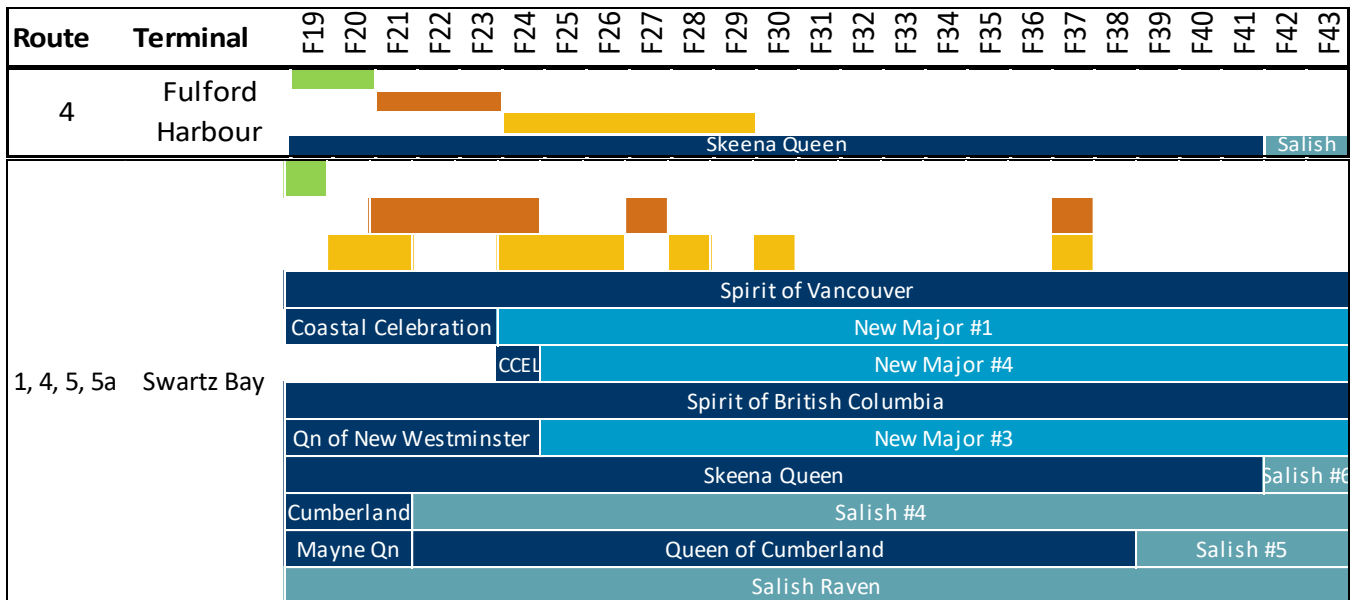 Route Terminal F19 F20 F21 F22 F23 F24 F25 F26 F27 F28 F29 F30 F31 F32 F33 F34 F35 F36 F37 F38 F39 F40 F41 F42 F43
4 Fulford Harbour
Skeena Queen Salish
1, 4, 5, 5a Swartz Bay
Spirit of Vancouver
Coastal Celebration New Major #1
CCEL New Major #4
Spirit of British Columbia
Qn of New Westminster New Major #3
Skeena Queen Salish #6
Cumberland Salish #4
Mayne Qn Queen of Cumberland Salish #5
Salish Raven